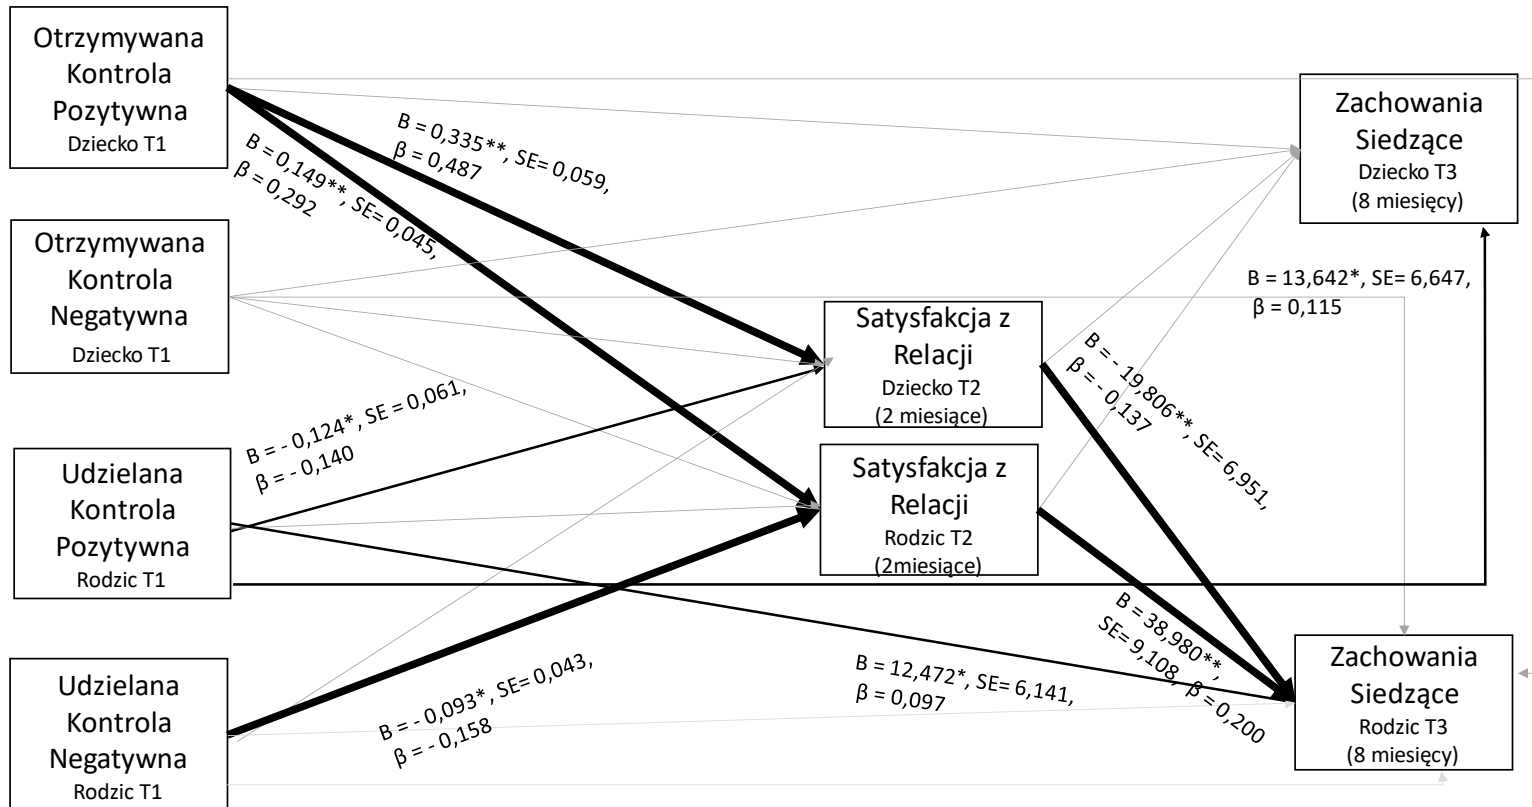 Otrzymywana
Kontrola
Pozytywna
Dziecko T1
Otrzymywana
Kontrola
Negatywna
Dziecko T1
Udzielana
Kontrola
Pozytywna
Rodzic T1
Udzielana
Kontrola
Negatywna
Rodzic T1
B = 0,335**, SE= 0,059,
β = 0,487
B = 0,149**, SE= 0,045,
β = 0,292
B = - 0,124*, SE = 0,061,
β = - 0,140
B = - 0,093*, SE= 0,043,
β = - 0,158
Satysfakcja z
Relacji
Dziecko T2
(2 miesiące)
Satysfakcja z
Relacji
Rodzic T2
(2miesiące)
B = 12,472*, SE= 6,141,
β = 0,097
B = - 19,806**, SE= 6,951,
β = - 0,137
B = 38,980**,
SE= 9,108, β = 0,200
Zachowania
Siedzące
Dziecko T3
(8 miesięcy)
B = 13,642*, SE= 6,647,
β = 0,115
Zachowania
Siedzące
Rodzic T3
(8 miesięcy)